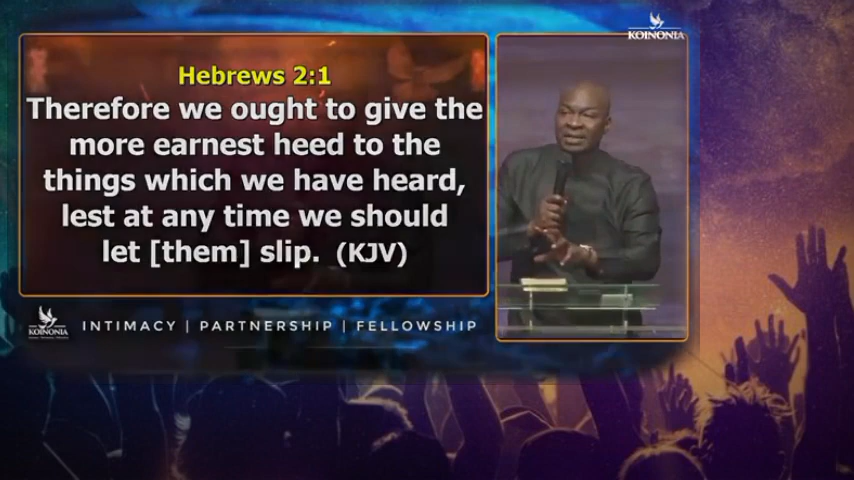 KOINONIA
Hebrews 2:1
Therefore we ought to give the
more earnest heed to the
things which we have heard,
lest at any time we should
let [them] slip. (KJV)
KOINONIA
INTIMACY | PARTNERSHIP | FELLOWSHIP